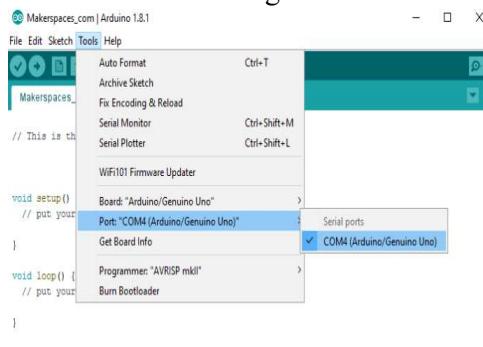 Makerspaces_com | Arduino 1.8.1
File Edit Sketch Tools Help
Auto Format Ctrl+T
Archive Sketch
Makerspaces_
Fix Encoding & Reload
Serial Monitor Ctrl+Shift+M
// This is th
Serial Plotter Ctrl+Shift+L
WiFi101 Firmware Updater
void setup()
Board: "Arduino/Genuino Uno"
// put your
Port: "COM4 (Arduino/Genuino Uno)"
Serial ports
}
Get Board Info
COM4 (Arduino/Genuino Uno)
void loop() {
Programmer: "AVRISP mkII"
// put your
Burn Bootloader
}